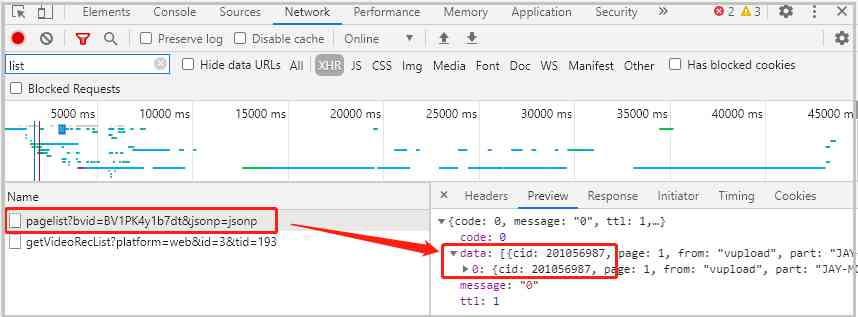 Elements Console Sources Network Performance Memory Security 2 3
Preserve log Disable cache Online
list Hide data URLs All XHR JS CSS Img Media Font Doc WS Manifest Other Has blocked cookies
Blocked Requests
5000 ms 10000 ms 15000 ms 20000 ms 25000 ms 30000 ms 35000 ms 40000 ms 45000 m
Name
pagelist?bvid=BV1PK4y1b7dt&jsonp=jsonp
getVideoRecList?platform=web&id=3&tid=193
Headers Preview Response Initiator Timing Cookies
{code: 0, message: "0", ttl: 1,…}
code: 0
data: [{cid: 201056987, page: 1, from: "vupload", part: "JAY-
0: {cid: 201056987, page: 1, from: "vupload", part: "JAY-MO
message: "0"
ttl: 1